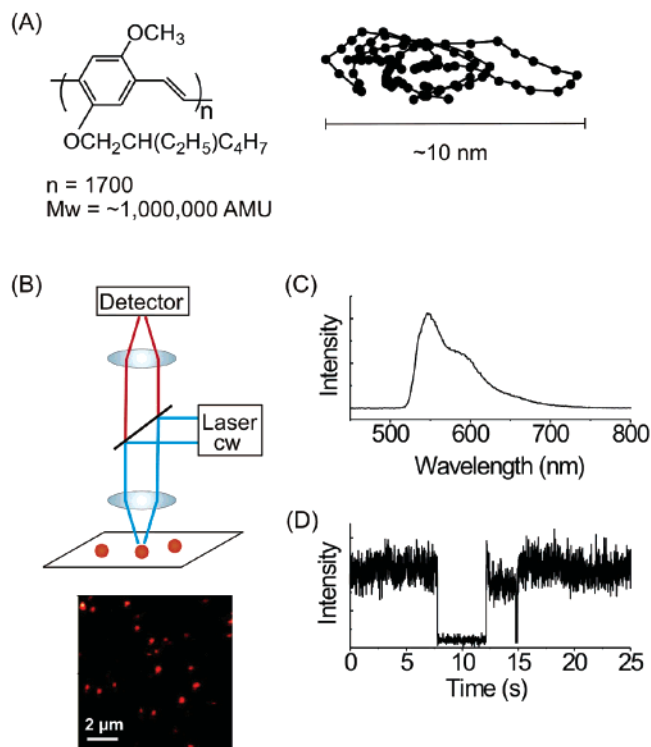 (A)
OCH3
n
OCH2CH(C2H5)C4H7
n = 1700
Mw = ~1,000,000 AMU
~10 nm
(B)
Detector
Laser
cw
2 μm
(C)
Intensity
500 600 700 800
Wavelength (nm)
(D)
Intensity
0 5 10 15 20 25
Time (s)